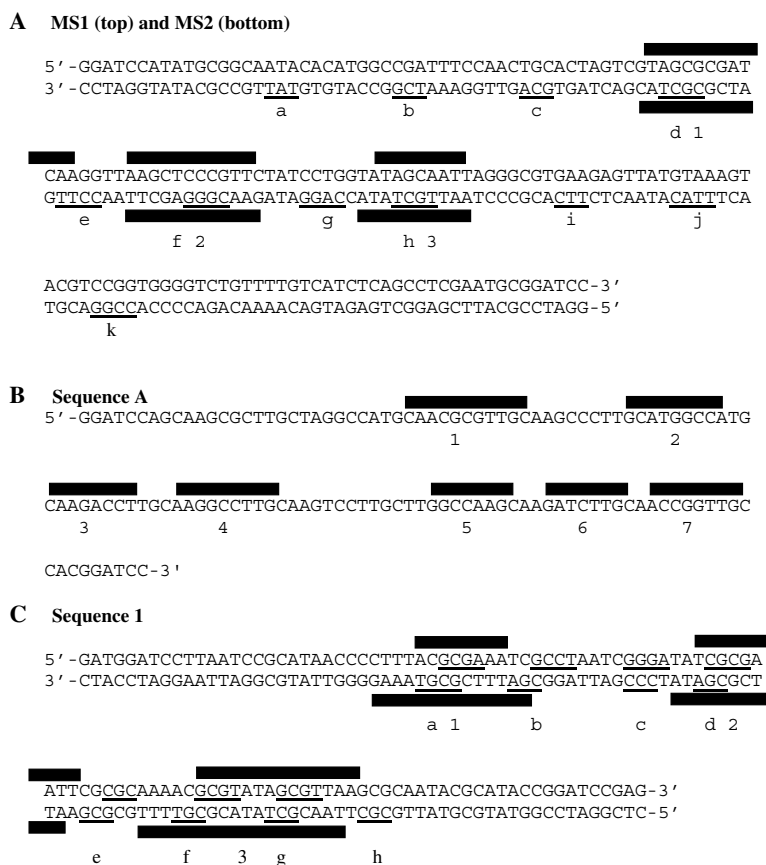 A MS1 (top) and MS2 (bottom)
5′-GGATCCATATGCGGCAATACACATGGCCGATTTCCAACTGCACTAGTCGTAGCGCGAT
3′-CCTAGGTATACGCCGTTATGTGTACCGGCTAAAGGTTGACGTGATCAGCATCGCGCTA
a b c d 1
CAAGGTTAAGCTCCCGTTCTATCCTGGTATAGCAATTAGGGCGTGAAGAGTTATGTAAAGT
GTTCCAATTCGAGGGCAAGATAGGACCATATCGTTAATCCCGCACTTCTCAATACATTTCA
e f 2 g h 3 i j
ACGTCCGGTGGGGTCTGTTTTGTCATCTCAGCCTCGAATGCGGATCC-3′
TGCAGGCCACCCCAGACAAAACAGTAGAGTCGGAGCTTACGCCTAGG-5′
k
B Sequence A
5′-GGATCCAGCAAGCGCTTGCTAGGCCATGCAACGCGTTGCAAGCCCTTGCATGGCCATG
1 2
CAAGACCTTGCAAGGCCTTGCAAGTCCTTGCTTGGCCAAGCAAGATCTTGCAACCGGTTGC
3 4 5 6 7
CACGGATCC-3'
C Sequence 1
5′-GATGGATCCTTAATCCGCATAACCCCTTTACGCGAAATCGCCTAATCGGGATATCGCGA
3′-CTACCTAGGAATTAGGCGTATTGGGGAAATGCGCTTTAGCGGATTAGCCCTATAGCGCT
a 1 b c d 2
ATTCGCGCAAAACGCGTATAGCGTTAAGCGCAATACGCATACCGGATCCGAG-3′
TAAGCGCGTTTTGCGCATATCGCAATTCGCGTTATGCGTATGGCCTAGGCTC-5′
e f 3 g h